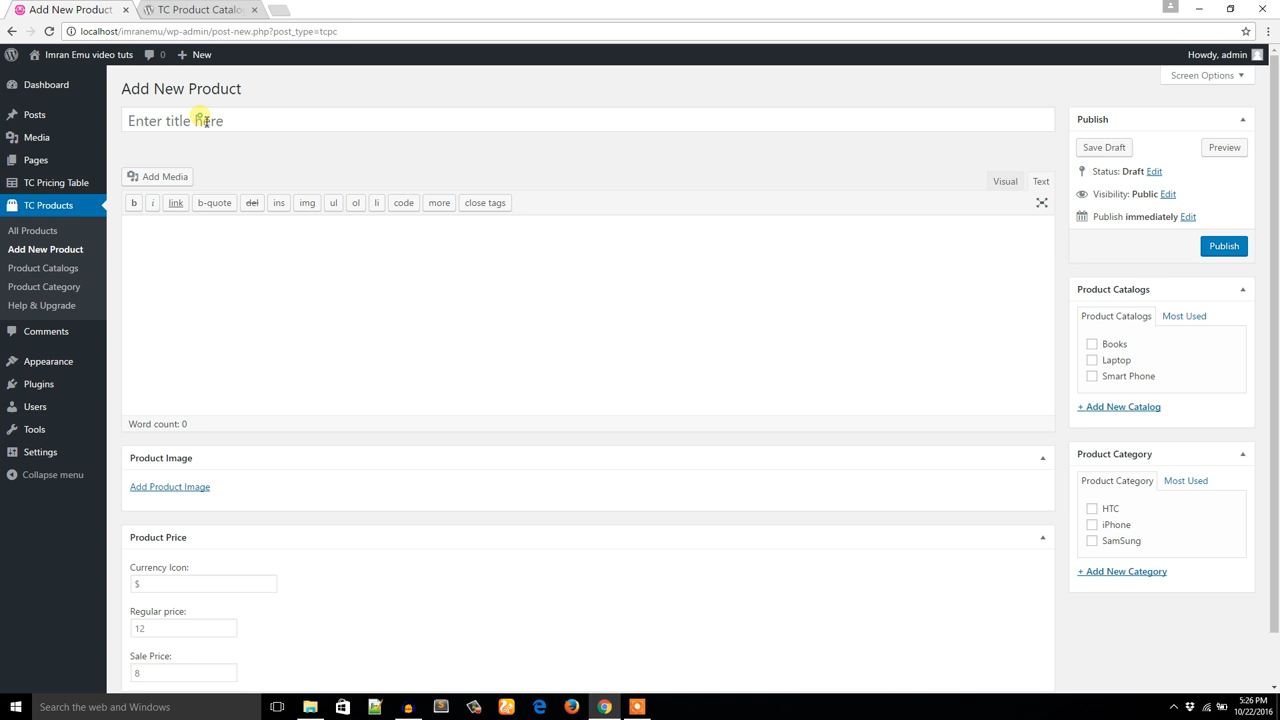 Add New Product
TC Product Catalo
localhost/imranemu/wp-admin/post-new.php?post_type=tcpc
Imran Emu video tuts
0
New
Howdy, admin
Screen Options
Dashboard
Posts
Media
Pages
TC Pricing Table
TC Products
All Products
Add New Product
Product Catalogs
Product Category
Help & Upgrade
Comments
Appearance
Plugins
Users
Tools
Settings
Collapse menu
Add New Product
Enter title here
Add Media
Visual
Text
b
i
link
b-quote
del
ins
img
ul
ol
li
code
more
close tags
Word count: 0
Product Image
Add Product Image
Product Price
Currency Icon:
$
Regular price:
12
Sale Price:
8
Publish
Save Draft
Preview
Status: Draft Edit
Visibility: Public Edit
Publish immediately Edit
Publish
Product Catalogs
Product Catalogs
Most Used
Books
Laptop
Smart Phone
+ Add New Catalog
Product Category
Product Category
Most Used
HTC
iPhone
SamSung
+ Add New Category
Search the web and Windows
5:26 PM
10/22/2016